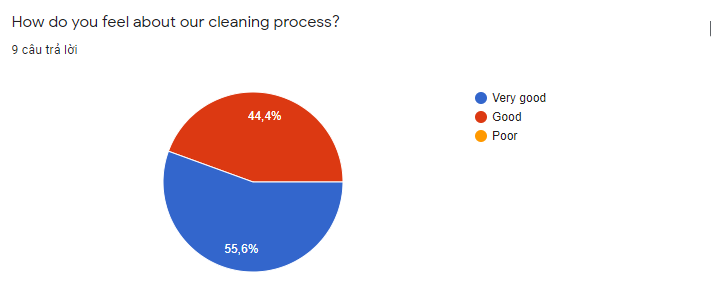 How do you feel about our cleaning process?
9 câu trả lời
44,4%
55,6%
Very good
Good
Poor